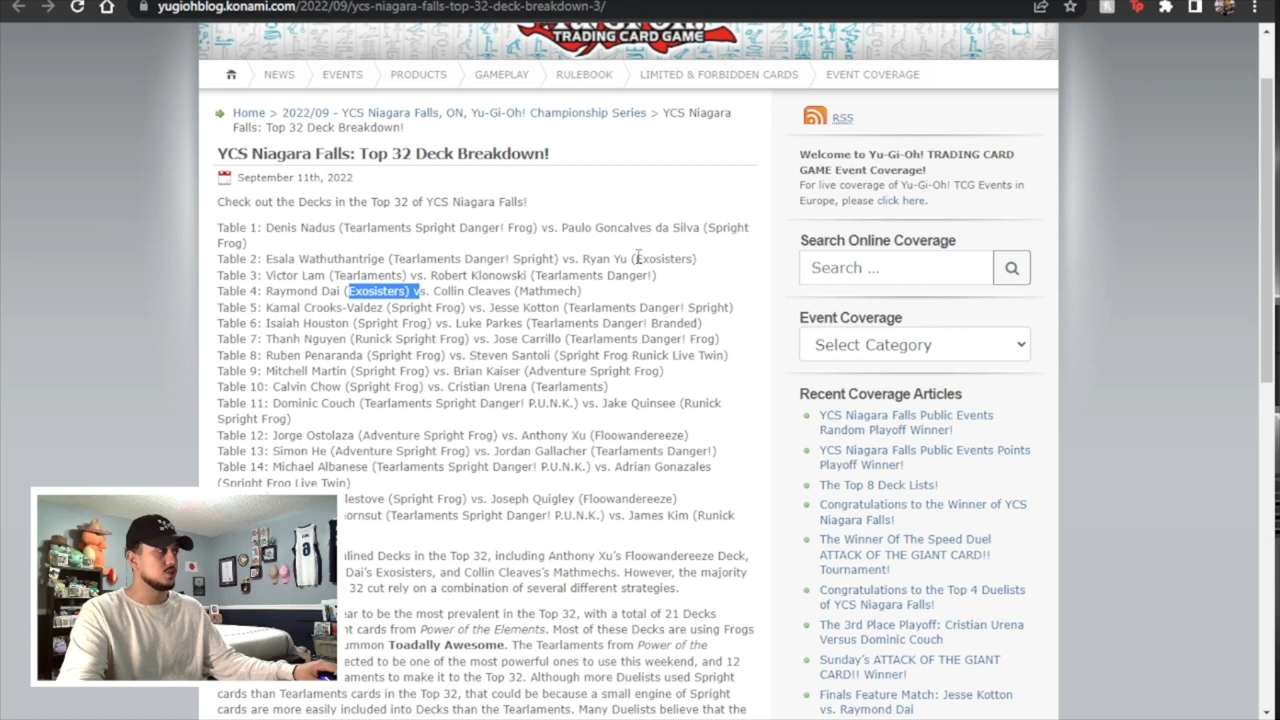 yugiohblog.konami.com/2022/09/ycs-niagara-falls-top-32-deck-breakdown-3/
TRADING CARD GAME
NEWS EVENTS PRODUCTS GAMEPLAY RULEBOOK LIMITED & FORBIDDEN CARDS EVENT COVERAGE
Home > 2022/09 - YCS Niagara Falls, ON, Yu-Gi-Oh! Championship Series > YCS Niagara
Falls: Top 32 Deck Breakdown!
YCS Niagara Falls: Top 32 Deck Breakdown!
September 11th, 2022
Check out the Decks in the Top 32 of YCS Niagara Falls!
Table 1: Denis Nadus (Tearlaments Spright Danger! Frog) vs. Paulo Goncalves da Silva (Spright
Frog)
Table 2: Esala Wathuthantrige (Tearlaments Danger! Spright) vs. Ryan Yu (Exosisters)
Table 3: Victor Lam (Tearlaments) vs. Robert Klonowski (Tearlaments Danger!)
Table 4: Raymond Dai (Exosisters) vs. Collin Cleaves (Mathmech)
Table 5: Kamal Crooks-Valdez (Spright Frog) vs. Jesse Kotton (Tearlaments Danger! Spright)
Table 6: Isaiah Houston (Spright Frog) vs. Luke Parkes (Tearlaments Danger! Branded)
Table 7: Thanh Nguyen (Runick Spright Frog) vs. Jose Carrillo (Tearlaments Danger! Frog)
Table 8: Ruben Penaranda (Spright Frog) vs. Steven Santoli (Spright Frog Runick Live Twin)
Table 9: Mitchell Martin (Spright Frog) vs. Brian Kaiser (Adventure Spright Frog)
Table 10: Calvin Chow (Spright Frog) vs. Cristian Urena (Tearlaments)
Table 11: Dominic Couch (Tearlaments Spright Danger! P.U.N.K.) vs. Jake Quinsee (Runick
Spright Frog)
Table 12: Jorge Ostolaza (Adventure Spright Frog) vs. Anthony Xu (Floowandereeze)
Table 13: Simon He (Adventure Spright Frog) vs. Jordan Gallacher (Tearlaments Danger!)
Table 14: Michael Albanese (Tearlaments Spright Danger! P.U.N.K.) vs. Adrian Gonazales
(Spright Frog Live Twin)
lestove (Spright Frog) vs. Joseph Quigley (Floowandereeze)
hornsut (Tearlaments Spright Danger! P.U.N.K.) vs. James Kim (Runick
lined Decks in the Top 32, including Anthony Xu's Floowandereeze Deck,
Dai's Exosisters, and Collin Cleaves's Mathmechs. However, the majority
32 cut rely on a combination of several different strategies.
ear to be the most prevalent in the Top 32, with a total of 21 Decks
nt cards from Power of the Elements. Most of these Decks are using Frogs
ummon Toadally Awesome. The Tearlaments from Power of the
ected to be one of the most powerful ones to use this weekend, and 12
aments to make it to the Top 32. Although more Duelists used Spright
cards than Tearlaments cards in the Top 32, that could be because a small engine of Spright
cards are more easily included into Decks than the Tearlaments. Many Duelists believe that the
RSS
Welcome to Yu-Gi-Oh! TRADING CARD
GAME Event Coverage!
For live coverage of Yu-Gi-Oh! TCG Events in
Europe, please click here.
Search Online Coverage
Search ...
Event Coverage
Select Category
Recent Coverage Articles
YCS Niagara Falls Public Events
Random Playoff Winner!
YCS Niagara Falls Public Events Points
Playoff Winner!
The Top 8 Deck Lists!
Congratulations to the Winner of YCS
Niagara Falls!
The Winner Of The Speed Duel
ATTACK OF THE GIANT CARD!!
Tournament!
Congratulations to the Top 4 Duelists
of YCS Niagara Falls!
The 3rd Place Playoff: Cristian Urena
Versus Dominic Couch
Sunday's ATTACK OF THE GIANT
CARD!! Winner!
Finals Feature Match: Jesse Kotton
vs. Raymond Dai